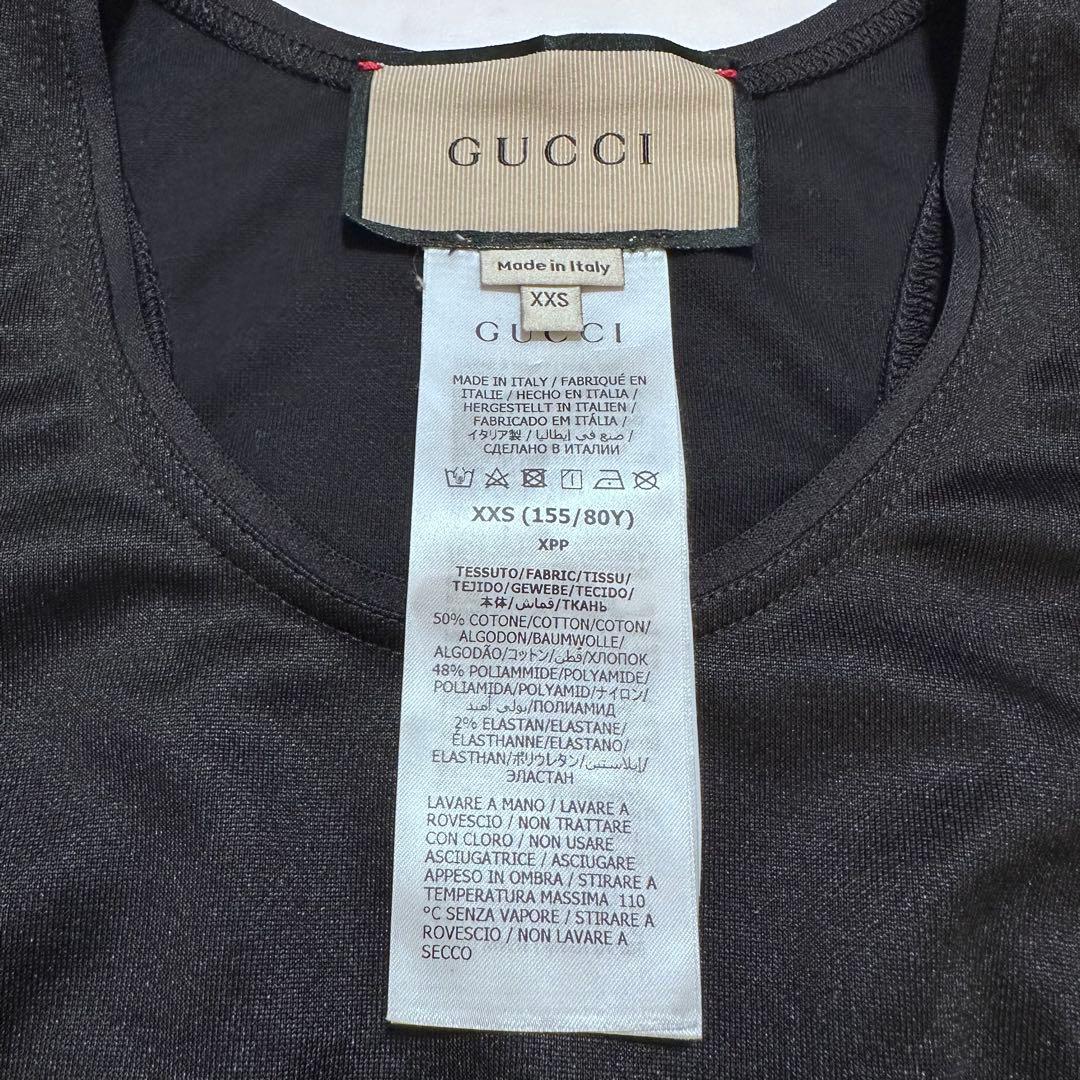 GUCCI
Made in Italy
XXS
GUCCI
MADE IN ITALY / FABRIQUÉ EN
ITALIE / HECHO EN ITALIA /
HERGESTELLT IN ITALIEN /
FABRICADO EM ITÁLIA /
イタリア製 / صنع في إيطاليا /
СДЕЛАНО В ИТАЛИИ
XXS (155/80Y)
XPP
TESSUTO/FABRIC/TISSU/
TEJIDO/GEWEBE/TECIDO/
本体/قماش/ТКАНЬ
50% COTONE/COTTON/COTON/
ALGODON/BAUMWOLLE/
ALGODÃO/コットン/قطن/ХЛОПОК
48% POLIAMMIDE/POLYAMIDE/
POLIAMIDA/POLYAMID/ナイロン/
بولي أميد/ПОЛИАМИД
2% ELASTAN/ELASTANE/
ÉLASTHANNE/ELASTANO/
ELASTHAN/ポリウレタン/إيلاستين/
ЭЛАСТАН
LAVARE A MANO / LAVARE A
ROVESCIO / NON TRATTARE
CON CLORO / NON USARE
ASCIUGATRICE / ASCIUGARE
APPESO IN OMBRA / STIRARE A
TEMPERATURA MASSIMA 110
°C SENZA VAPORE / STIRARE A
ROVESCIO / NON LAVARE A
SECCO